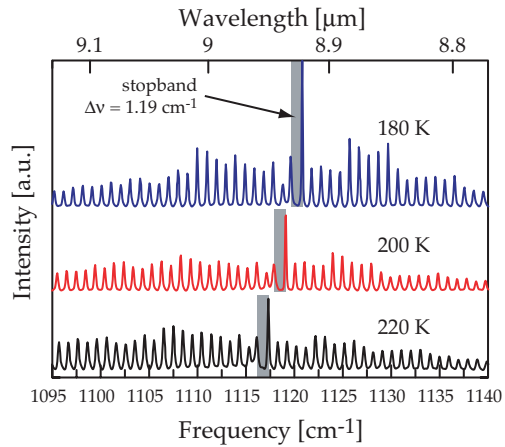 Wavelength [μm]
9.1 9 8.9 8.8
stopband
Δν = 1.19 cm⁻¹
180 K
200 K
220 K
Intensity [a.u.]
1095 1100 1105 1110 1115 1120 1125 1130 1135 1140
Frequency [cm⁻¹]